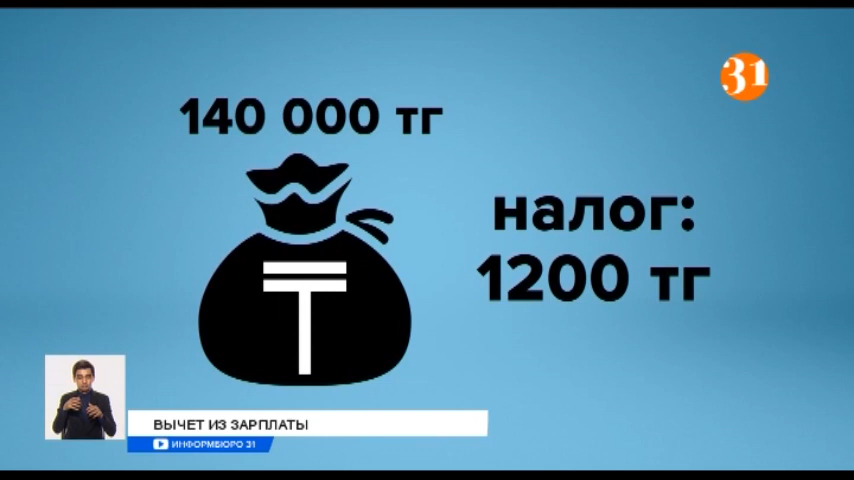 31
140 000 тг
налог:
1200 тг
₸
ВЫЧЕТ ИЗ ЗАРПЛАТЫ
ИНФОРМБЮРО 31